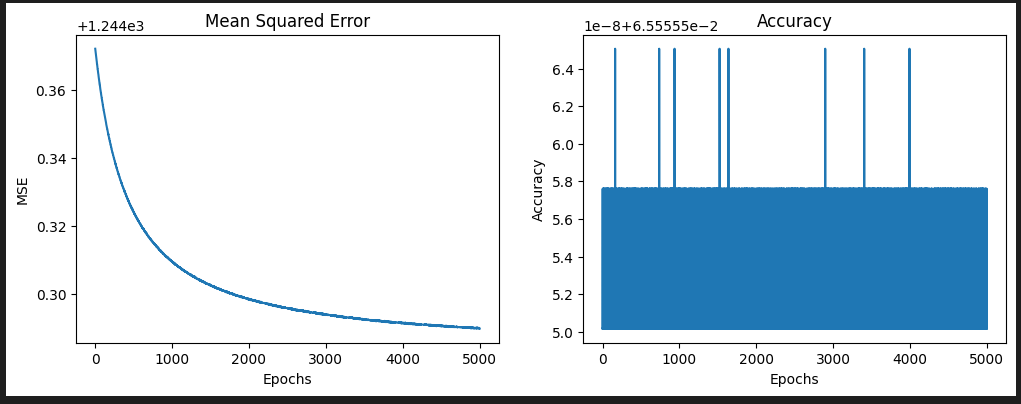 Mean Squared Error
+1.244e3
MSE
0.36
0.34
0.32
0.30
0 1000 2000 3000 4000 5000
Epochs
Accuracy
1e-8+6.55555e-2
Accuracy
6.4
6.2
6.0
5.8
5.6
5.4
5.2
5.0
0 1000 2000 3000 4000 5000
Epochs